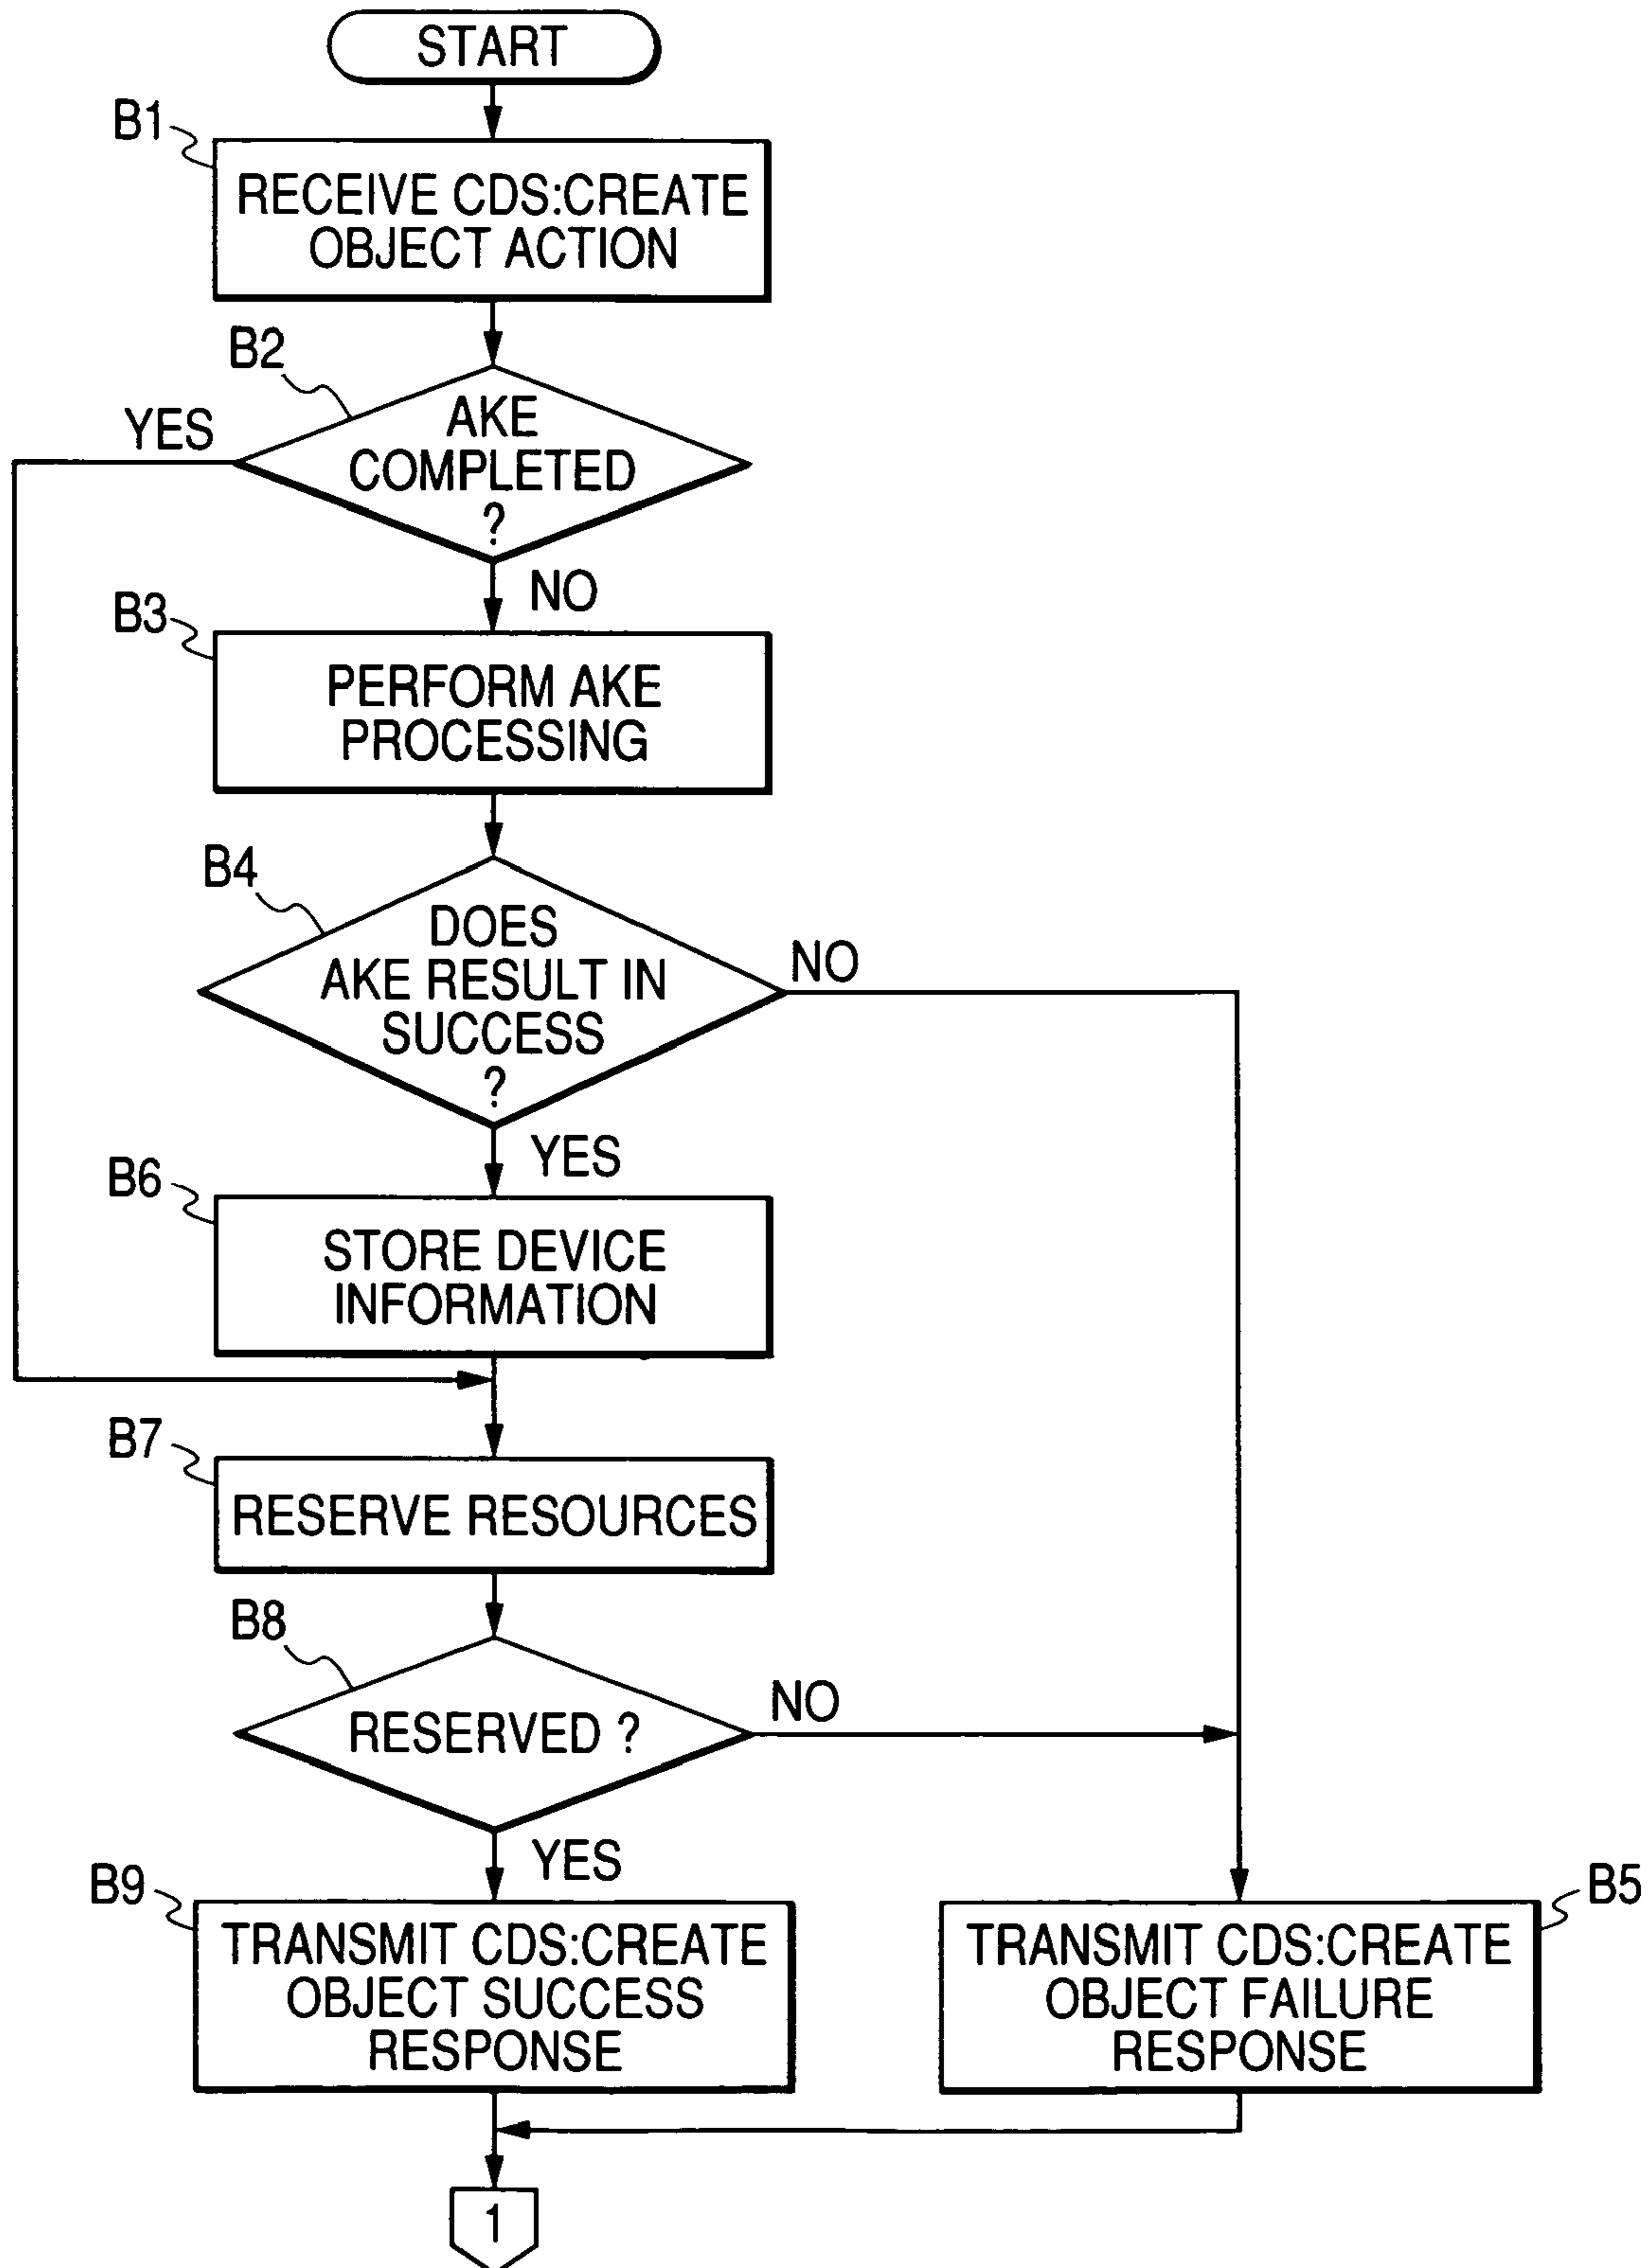 START
B1
RECEIVE CDS:CREATE
OBJECT ACTION
B2
YES
AKE
COMPLETED
?
NO
B3
PERFORM AKE
PROCESSING
B4
DOES
AKE RESULT IN
SUCCESS
?
NO
YES
B6
STORE DEVICE
INFORMATION
B7
RESERVE RESOURCES
B8
RESERVED ?
NO
YES
B9
TRANSMIT CDS:CREATE
OBJECT SUCCESS
RESPONSE
B5
TRANSMIT CDS:CREATE
OBJECT FAILURE
RESPONSE
1